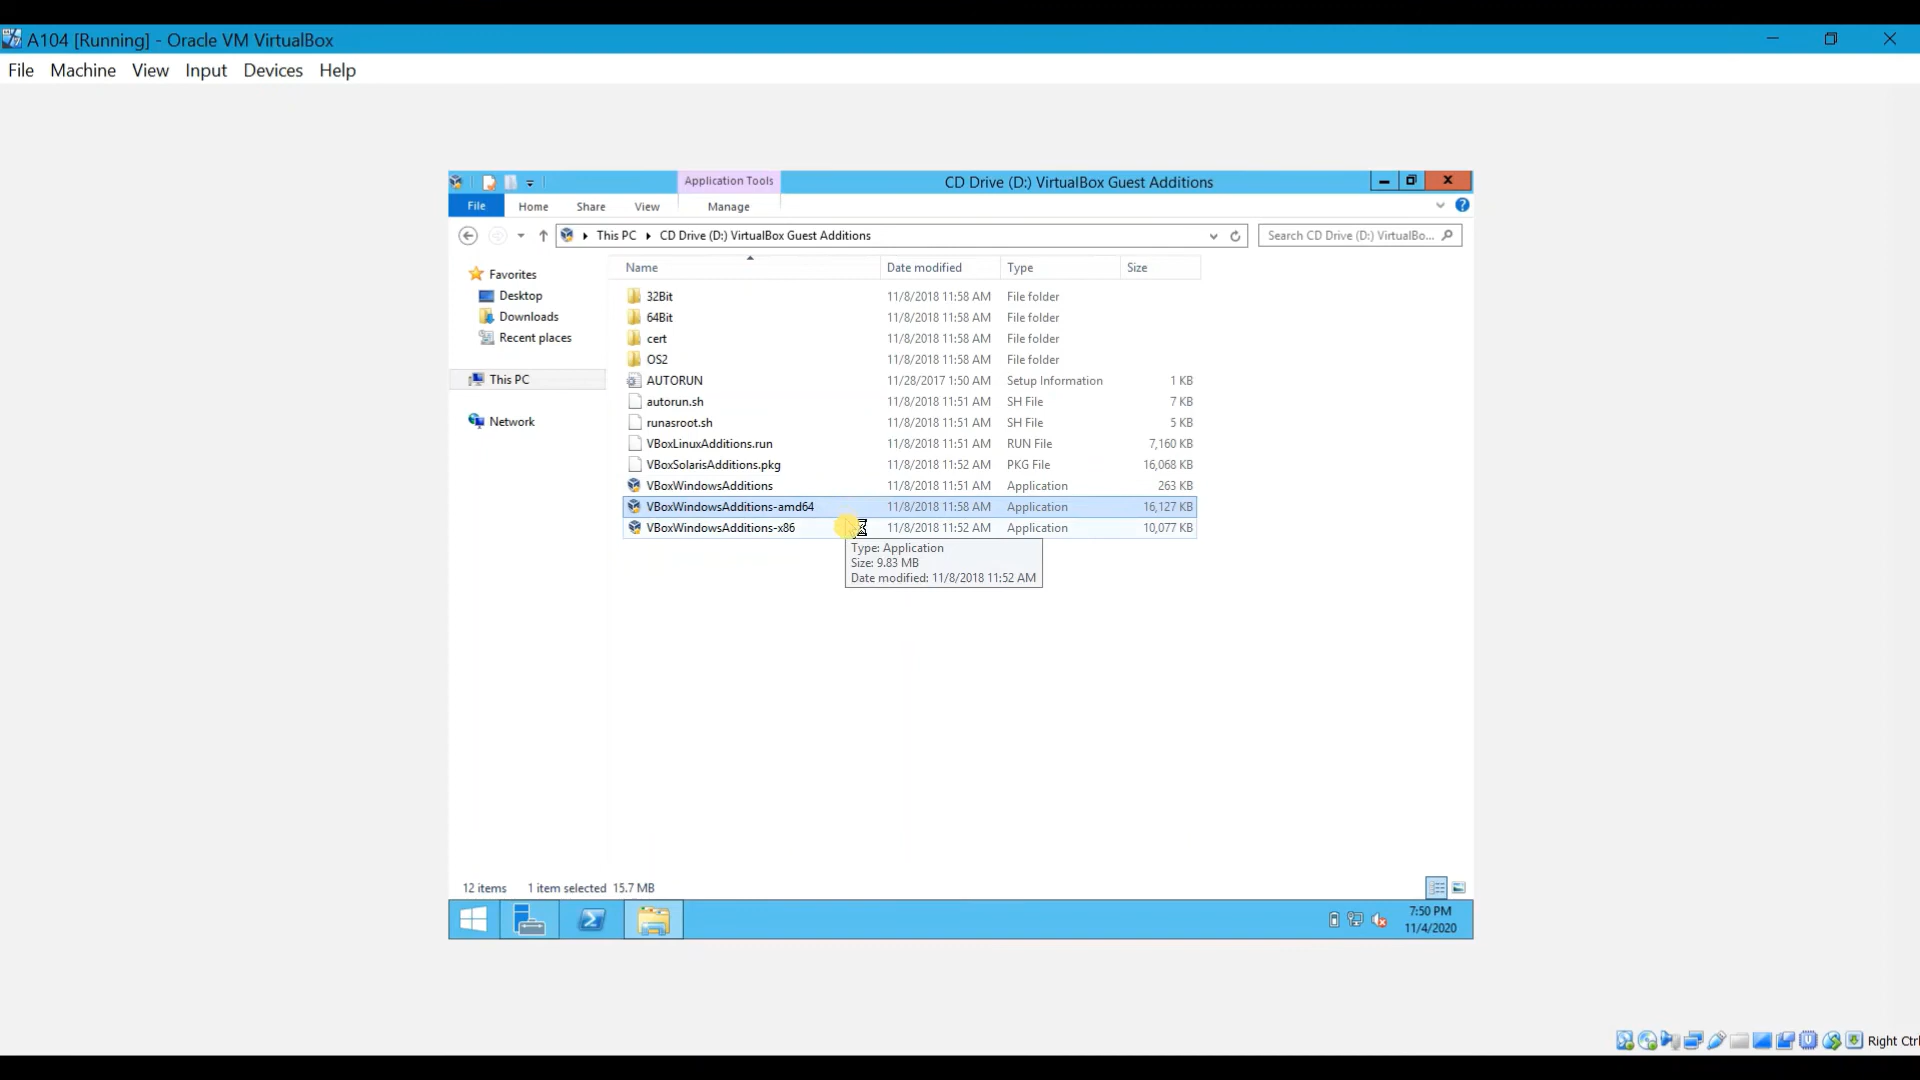 A104 [Running] - Oracle VM VirtualBox
File Machine View Input Devices Help
Application Tools
CD Drive (D:) VirtualBox Guest Additions
File Home Share View Manage
This PC CD Drive (D:) VirtualBox Guest Additions
Search CD Drive (D:) VirtualBo...
Name Date modified Type Size
Favorites
Desktop
Downloads
Recent places
This PC
Network
32Bit 11/8/2018 11:58 AM File folder
64Bit 11/8/2018 11:58 AM File folder
cert 11/8/2018 11:58 AM File folder
OS2 11/8/2018 11:58 AM File folder
AUTORUN 11/28/2017 1:50 AM Setup Information 1 KB
autorun.sh 11/8/2018 11:51 AM SH File 7 KB
runasroot.sh 11/8/2018 11:51 AM SH File 5 KB
VBoxLinuxAdditions.run 11/8/2018 11:51 AM RUN File 7,160 KB
VBoxSolarisAdditions.pkg 11/8/2018 11:52 AM PKG File 16,068 KB
VBoxWindowsAdditions 11/8/2018 11:51 AM Application 263 KB
VBoxWindowsAdditions-amd64 11/8/2018 11:58 AM Application 16,127 KB
VBoxWindowsAdditions-x86 11/8/2018 11:52 AM Application 10,077 KB
Type: Application
Size: 9.83 MB
Date modified: 11/8/2018 11:52 AM
12 items 1 item selected 15.7 MB
7:50 PM
11/4/2020
Right Ctrl